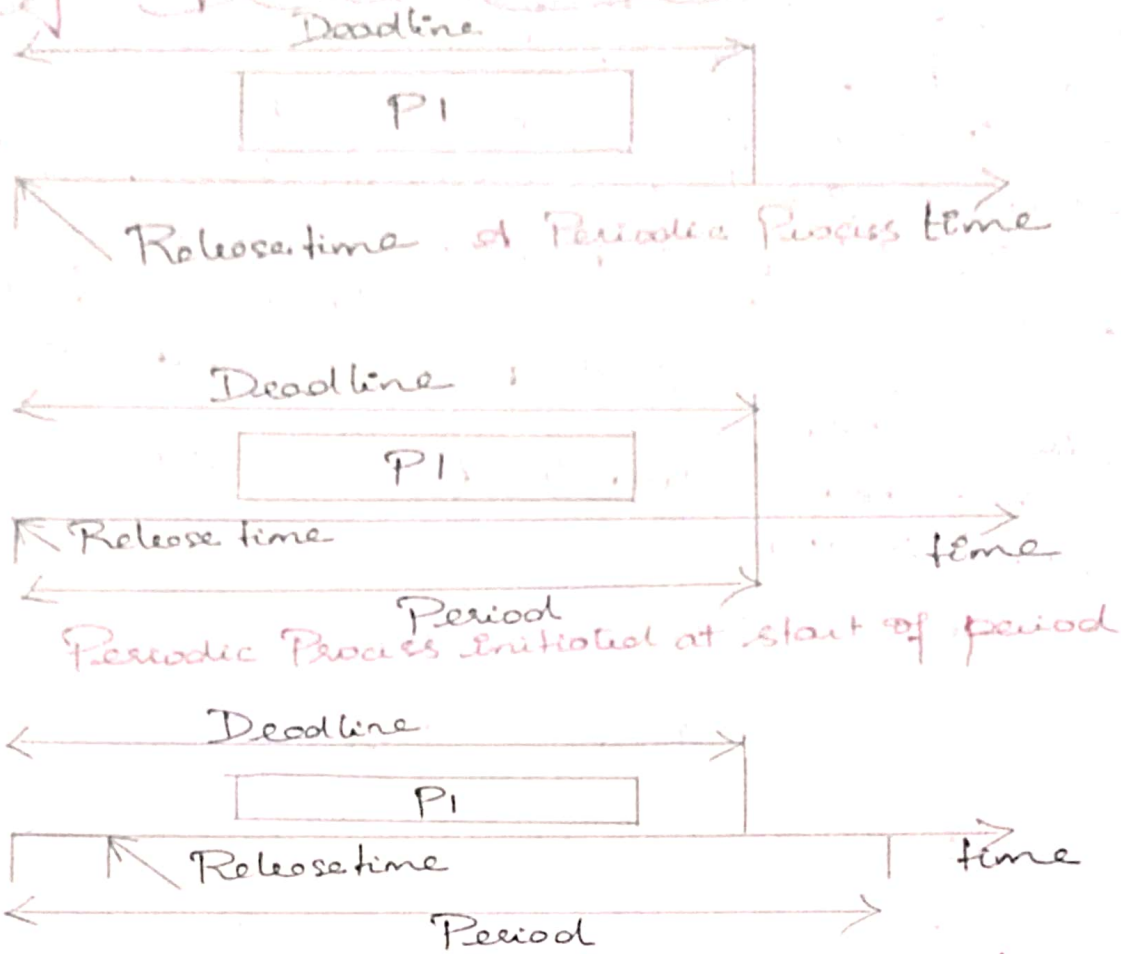 Deadline
P1
Release time A Periodic Process time
Deadline
P1
Release time
time
Period
Periodic Process initiated at start of period
Deadline
P1
Release time
time
Period